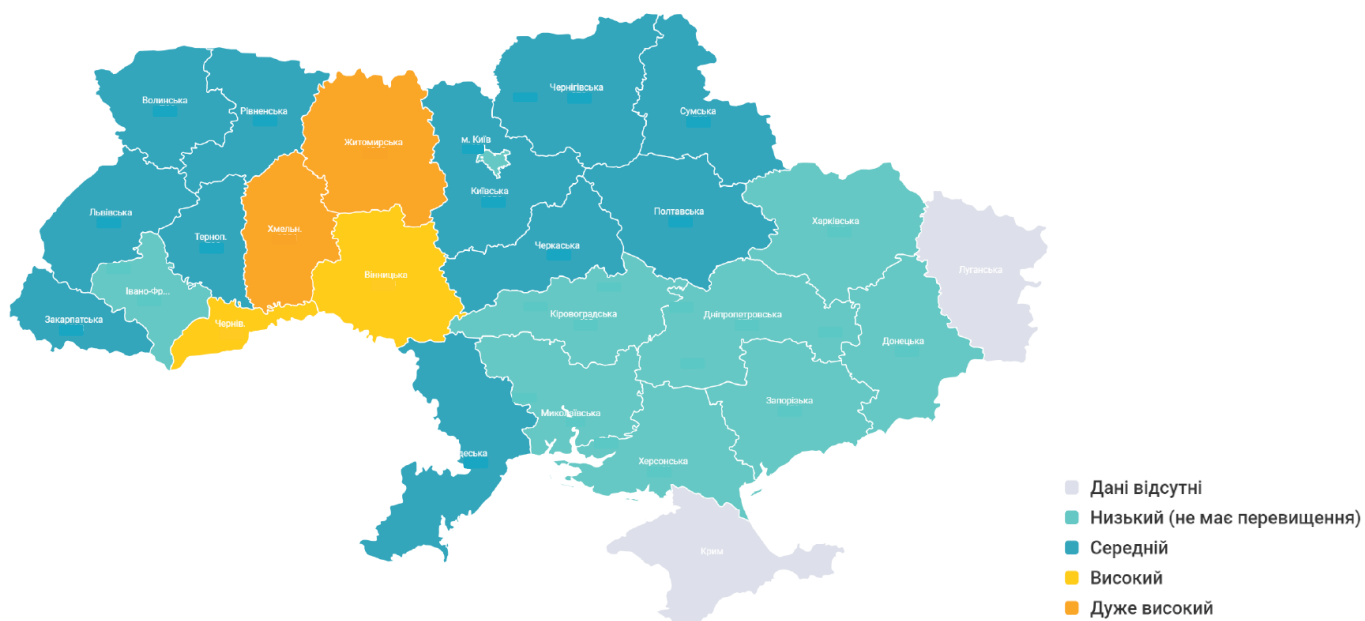 Чернігівська
Волинська
Рівненська
Сумська
Житомирська
м. Київ
Київська
Львівська
Полтавська
Харківська
Терноп.
Хмельн.
Черкаська
Вінницька
Луганська
Івано-Фр...
Закарпатська
Чернів.
Кіровоградська
Дніпропетровська
Донецька
Запорізька
Миколаївська
деська
Херсонська
Крим
Дані відсутні
Низький (не має перевищення)
Середній
Високий
Дуже високий